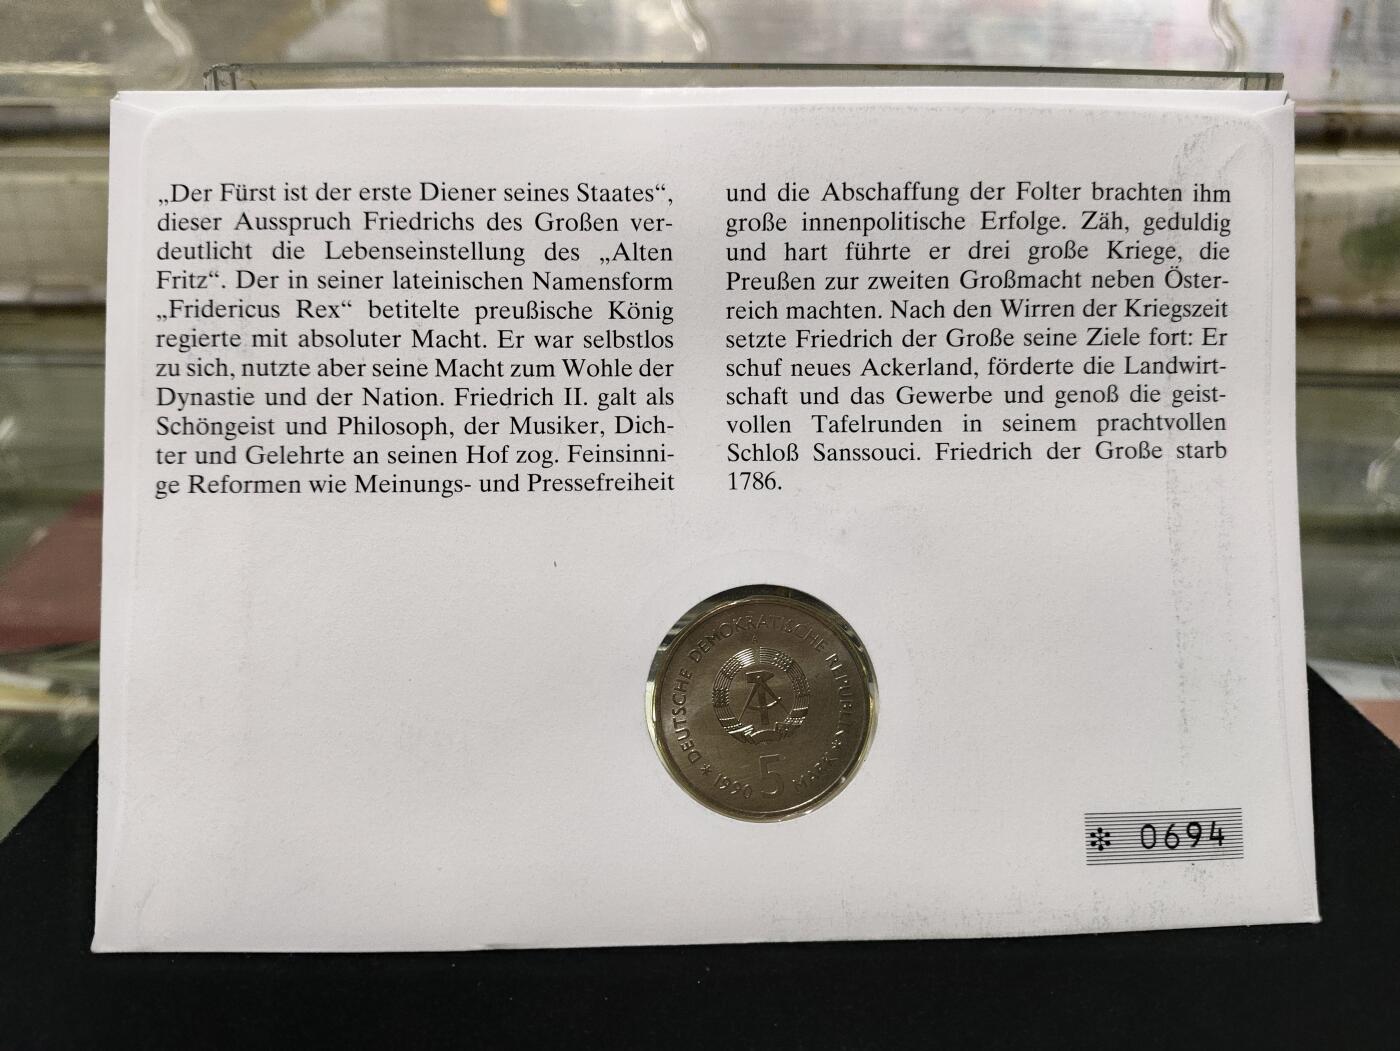 „Der Fürst ist der erste Diener seines Staates“,
dieser Ausspruch Friedrichs des Großen ver-
deutlicht die Lebenseinstellung des „Alten
Fritz“. Der in seiner lateinischen Namensform
„Fridericus Rex“ betitelte preußische König
regierte mit absoluter Macht. Er war selbstlos
zu sich, nutzte aber seine Macht zum Wohle der
Dynastie und der Nation. Friedrich II. galt als
Schöngeist und Philosoph, der Musiker, Dich-
ter und Gelehrte an seinen Hof zog. Feinsinni-
ge Reformen wie Meinungs- und Pressefreiheit
und die Abschaffung der Folter brachten ihm
große innenpolitische Erfolge. Zäh, geduldig
und hart führte er drei große Kriege, die
Preußen zur zweiten Großmacht neben Öster-
reich machten. Nach den Wirren der Kriegszeit
setzte Friedrich der Große seine Ziele fort: Er
schuf neues Ackerland, förderte die Landwirt-
schaft und das Gewerbe und genoß die geist-
vollen Tafelrunden in seinem prachtvollen
Schloß Sanssouci. Friedrich der Große starb
1786.
DEUTSCHE DEMOKRATISCHE REPUBLIK
* 1990 5 MARK *
* 0694